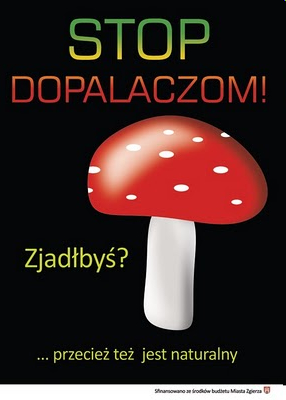 STOP
DOPALACZOM!
Zjadłbyś?
... przecież też jest naturalny
Sfinansowano ze środków budżetu Miasta Zgierza